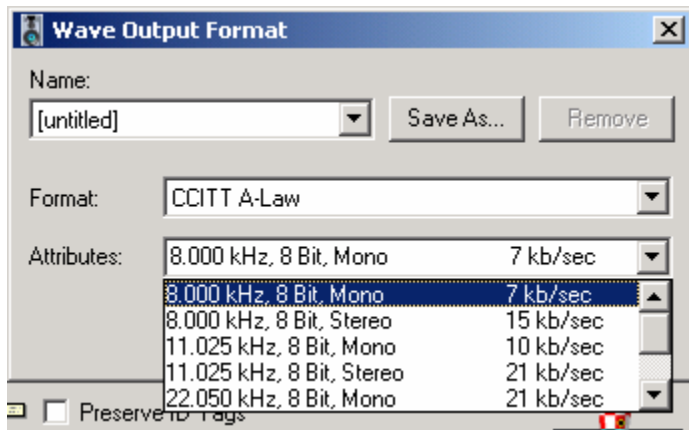 Wave Output Format
Name:
[untitled] Save As... Remove
Format: CCITT A-Law
Attributes: 8.000 kHz, 8 Bit, Mono 7 kb/sec
8.000 kHz, 8 Bit, Mono 7 kb/sec
8.000 kHz, 8 Bit, Stereo 15 kb/sec
11.025 kHz, 8 Bit, Mono 10 kb/sec
11.025 kHz, 8 Bit, Stereo 21 kb/sec
22.050 kHz, 8 Bit, Mono 21 kb/sec
Preserve ID Tags